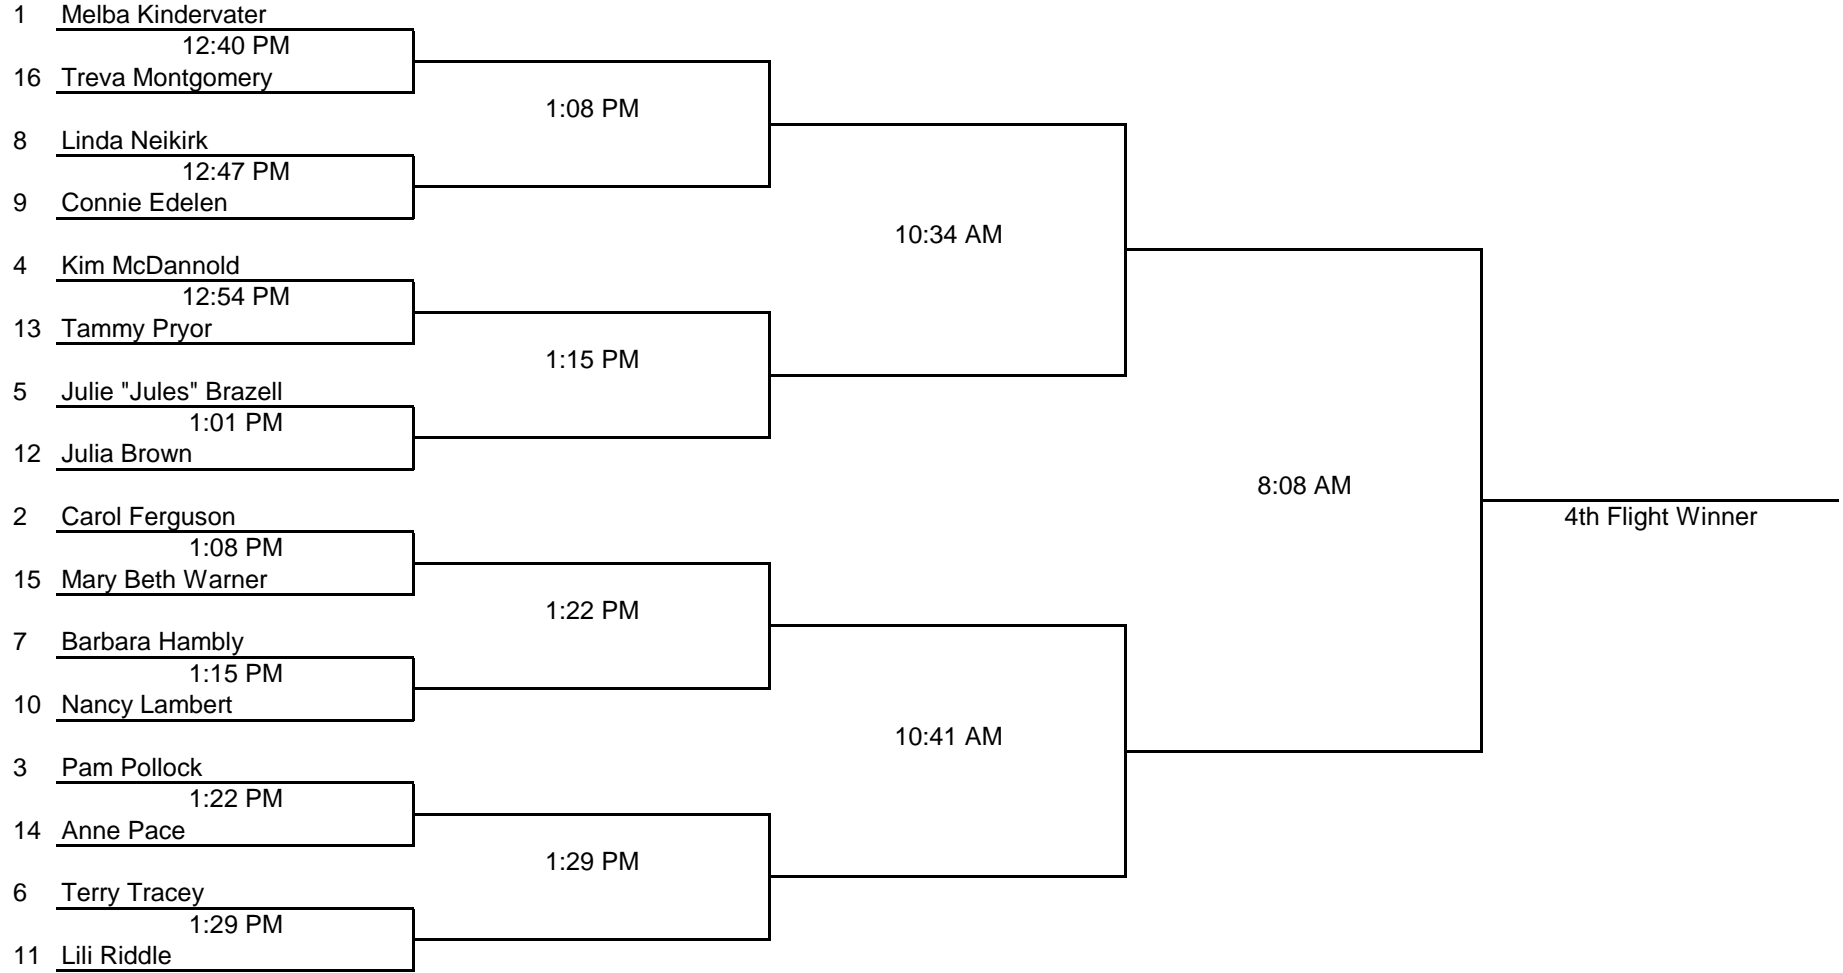 1 Melba Kindervater
12:40 PM
16 Treva Montgomery
1:08 PM
8 Linda Neikirk
12:47 PM
9 Connie Edelen
10:34 AM
4 Kim McDannold
12:54 PM
13 Tammy Pryor
1:15 PM
5 Julie "Jules" Brazell
1:01 PM
12 Julia Brown
8:08 AM
2 Carol Ferguson
4th Flight Winner
1:08 PM
15 Mary Beth Warner
1:22 PM
7 Barbara Hambly
1:15 PM
10 Nancy Lambert
10:41 AM
3 Pam Pollock
1:22 PM
14 Anne Pace
1:29 PM
6 Terry Tracey
1:29 PM
11 Lili Riddle